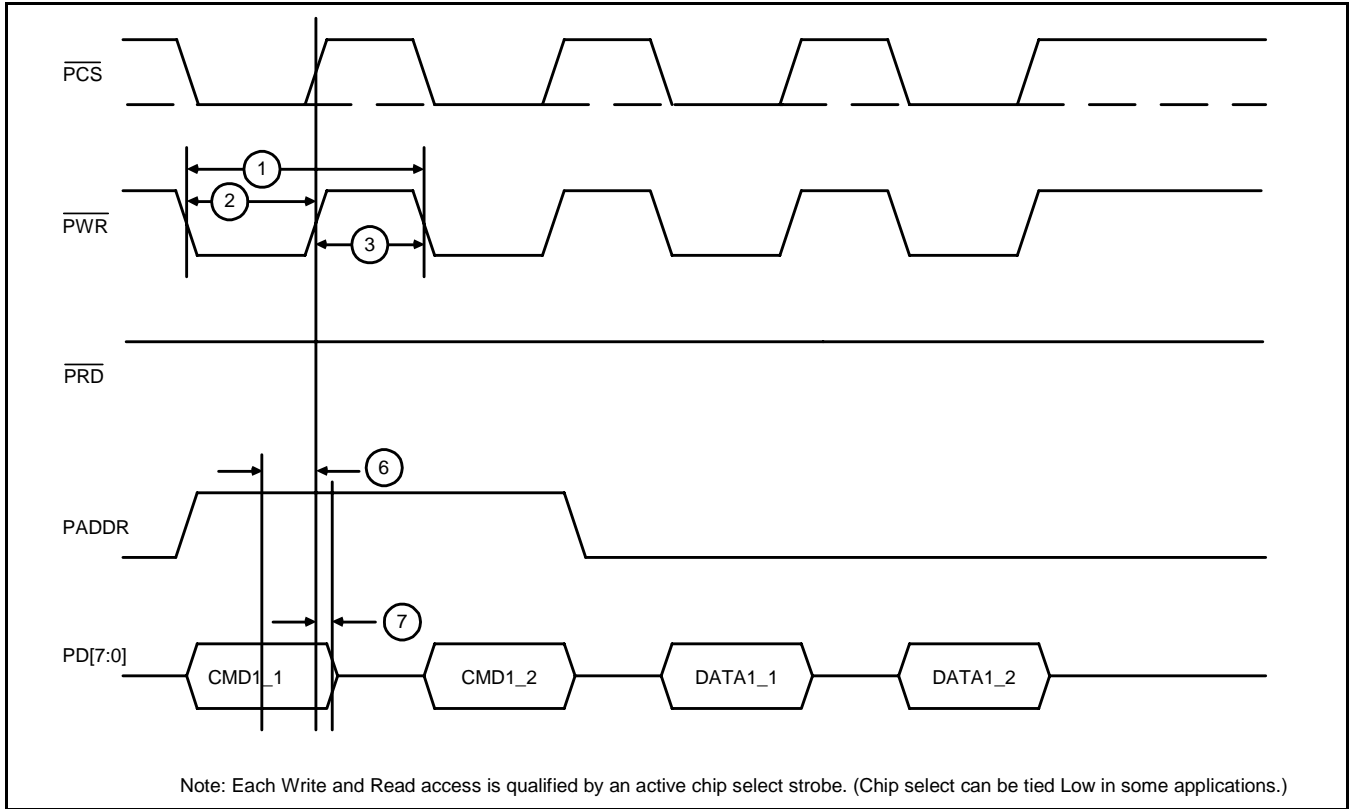 PCS
1
2
PWR
3
PRD
6
PADDR
7
PD[7:0]
CMD1_1 CMD1_2 DATA1_1 DATA1_2
Note: Each Write and Read access is qualified by an active chip select strobe. (Chip select can be tied Low in some applications.)